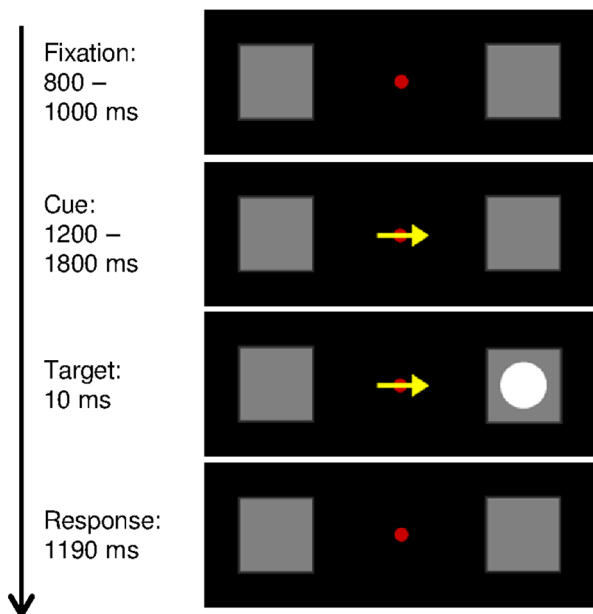 Fixation:
800 –
1000 ms
Cue:
1200 –
1800 ms
Target:
10 ms
Response:
1190 ms